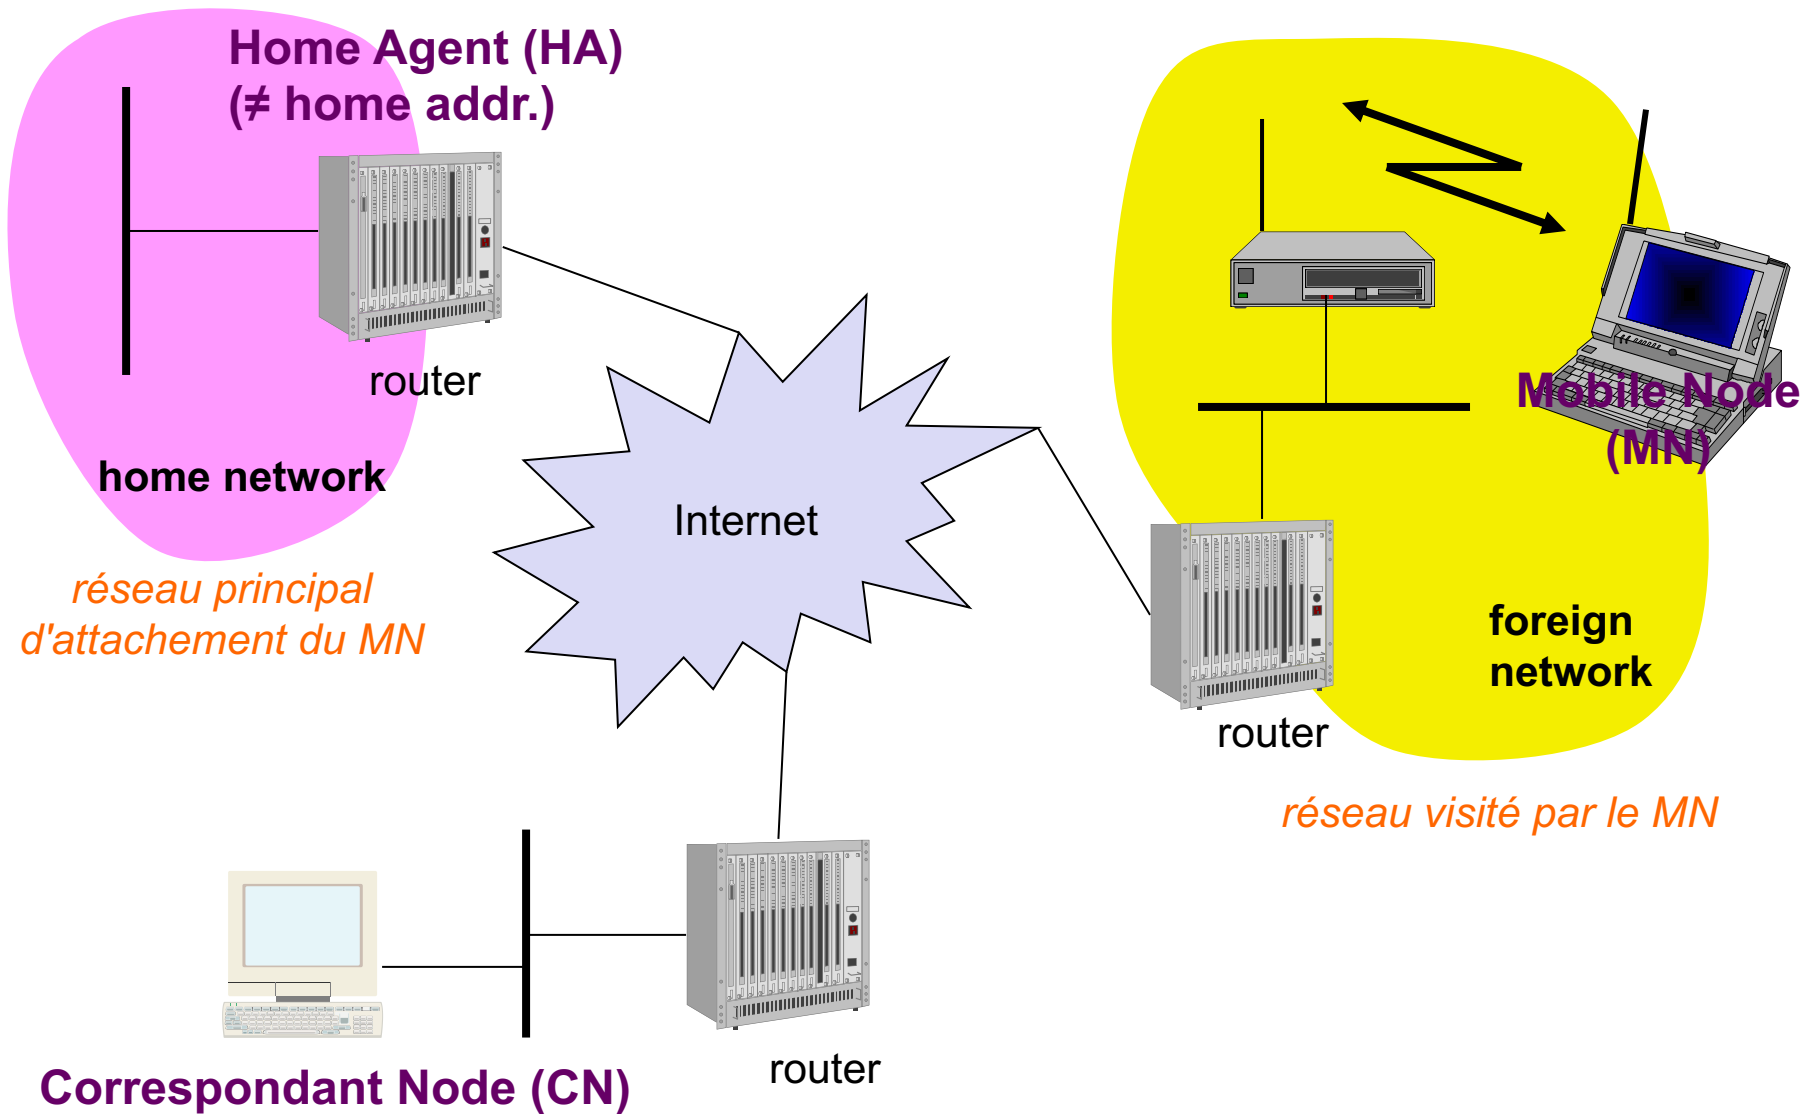 Home Agent (HA)
(≠ home addr.)
router
home network
réseau principal
d'attachement du MN
Internet
Mobile Node
(MN)
foreign
network
router
réseau visité par le MN
router
Correspondant Node (CN)